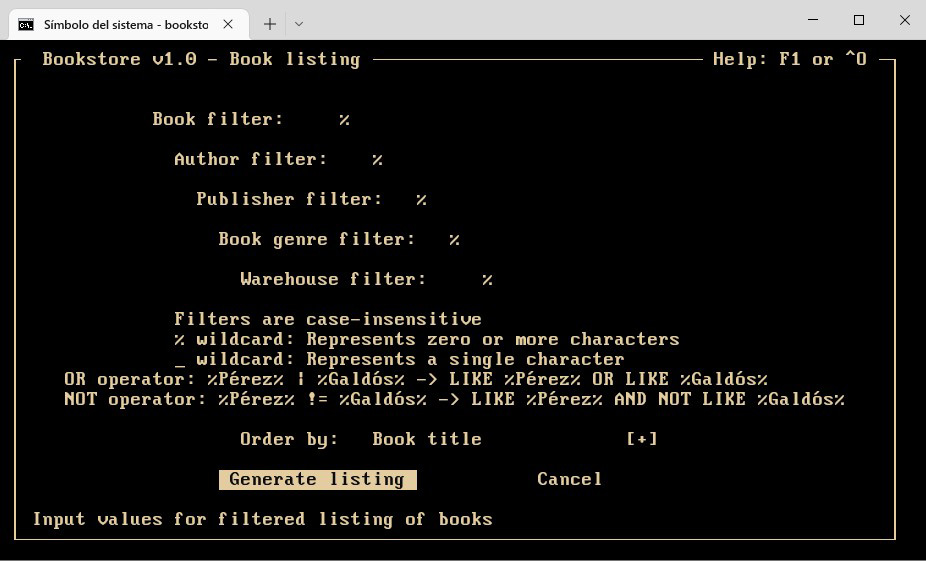 Símbolo del sistema - booksto
Bookstore v1.0 - Book listing Help: F1 or ^O
Book filter: %
Author filter: %
Publisher filter: %
Book genre filter: %
Warehouse filter: %
Filters are case-insensitive
% wildcard: Represents zero or more characters
_ wildcard: Represents a single character
OR operator: %Pérez% | %Galdós% -> LIKE %Pérez% OR LIKE %Galdós%
NOT operator: %Pérez% != %Galdós% -> LIKE %Pérez% AND NOT LIKE %Galdós%
Order by: Book title [+]
Generate listing Cancel
Input values for filtered listing of books